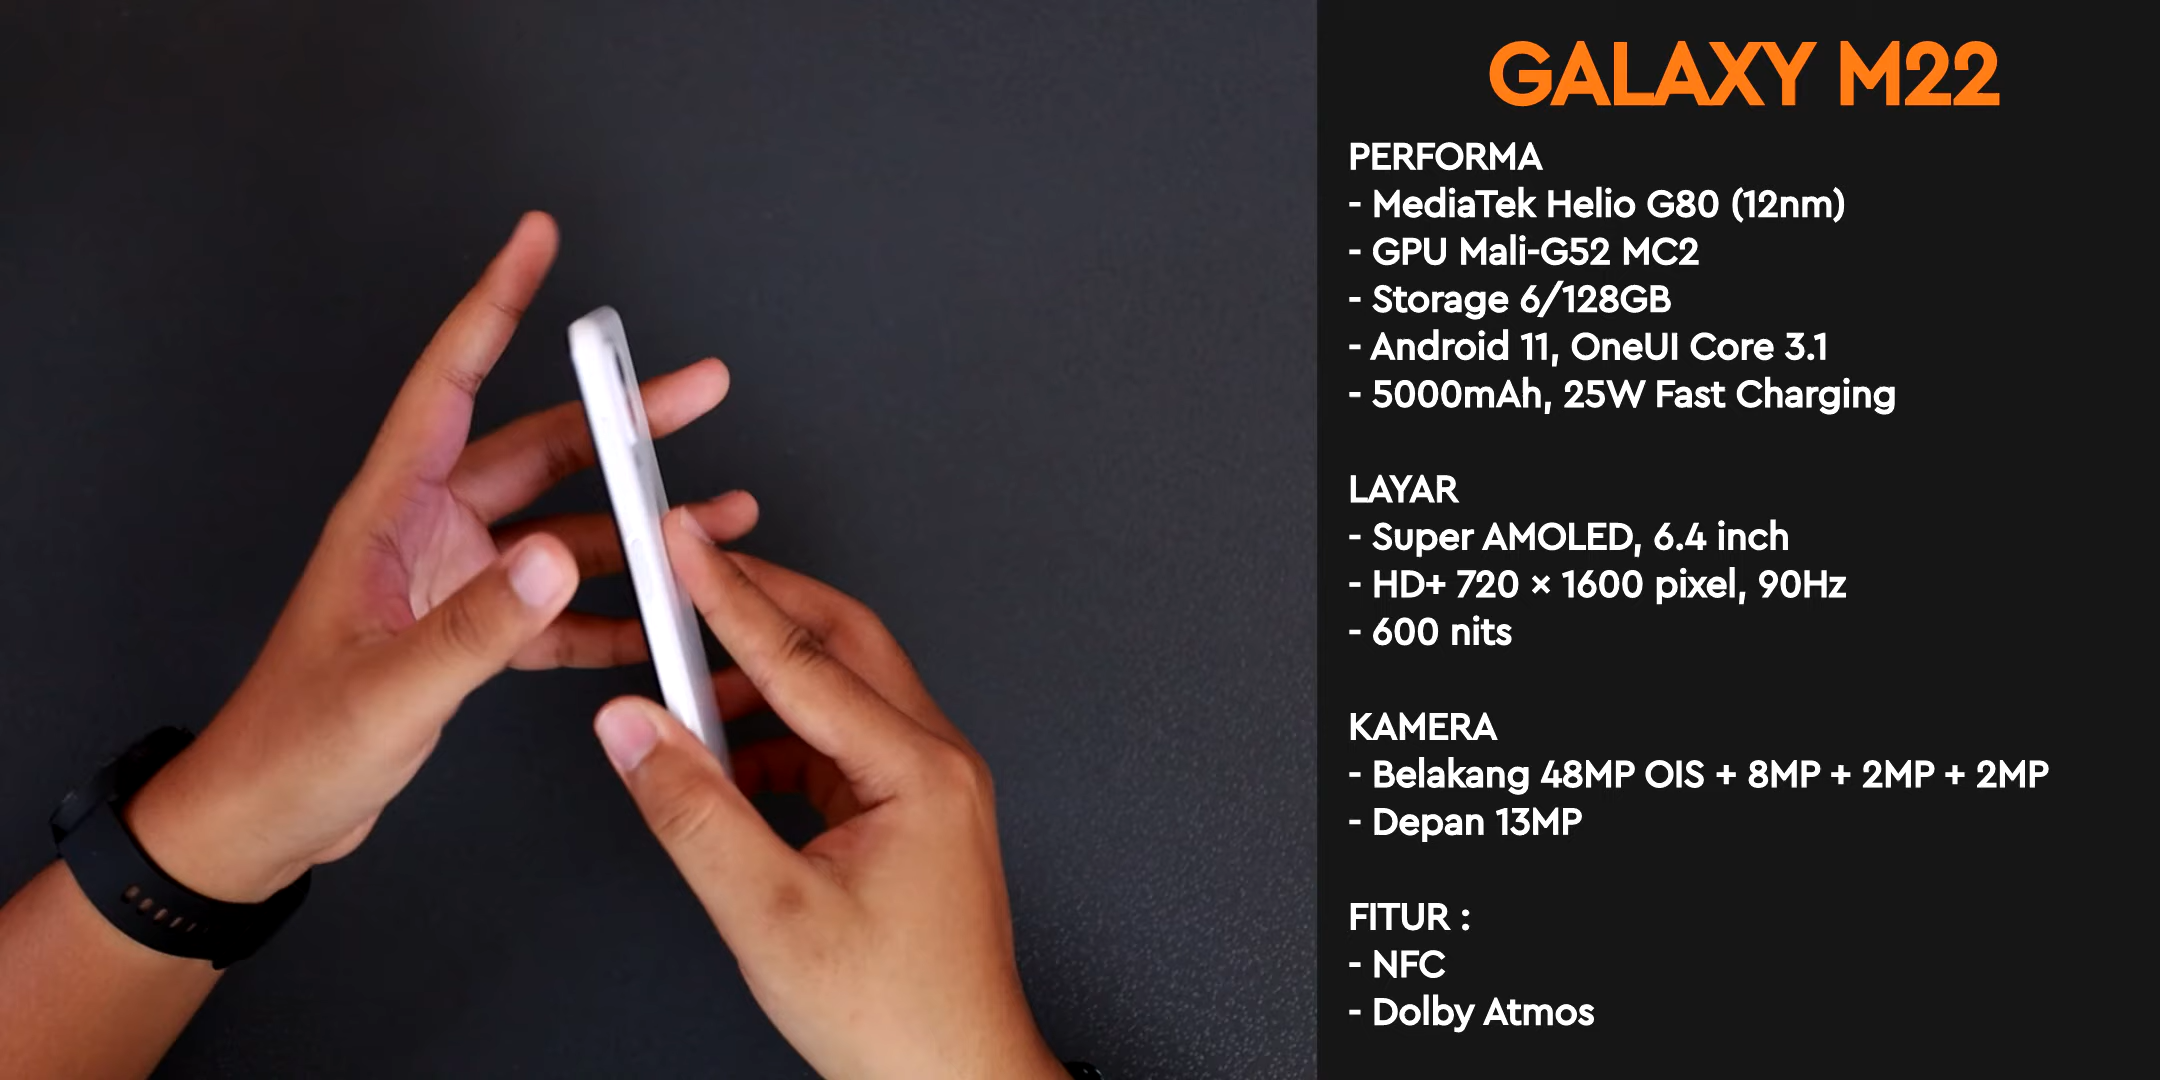 GALAXY M22
PERFORMA
- MediaTek Helio G80 (12nm)
- GPU Mali-G52 MC2
- Storage 6/128GB
- Android 11, OneUI Core 3.1
- 5000mAh, 25W Fast Charging
LAYAR
- Super AMOLED, 6.4 inch
- HD+ 720 × 1600 pixel, 90Hz
- 600 nits
KAMERA
- Belakang 48MP OIS + 8MP + 2MP + 2MP
- Depan 13MP
FITUR :
- NFC
- Dolby Atmos